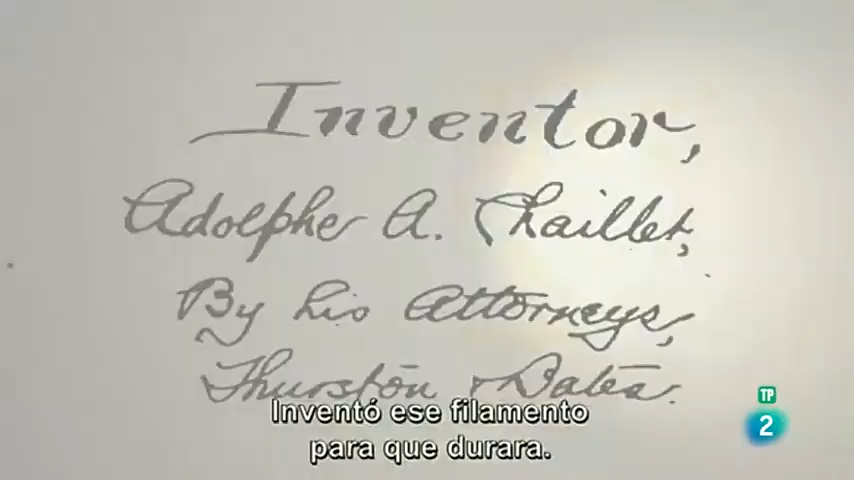 Inventor,
Adolphe A. Chaillet,
By his Attorneys,
Thurston & Bates.
Inventó ese filamento
para que durara.
TP
2